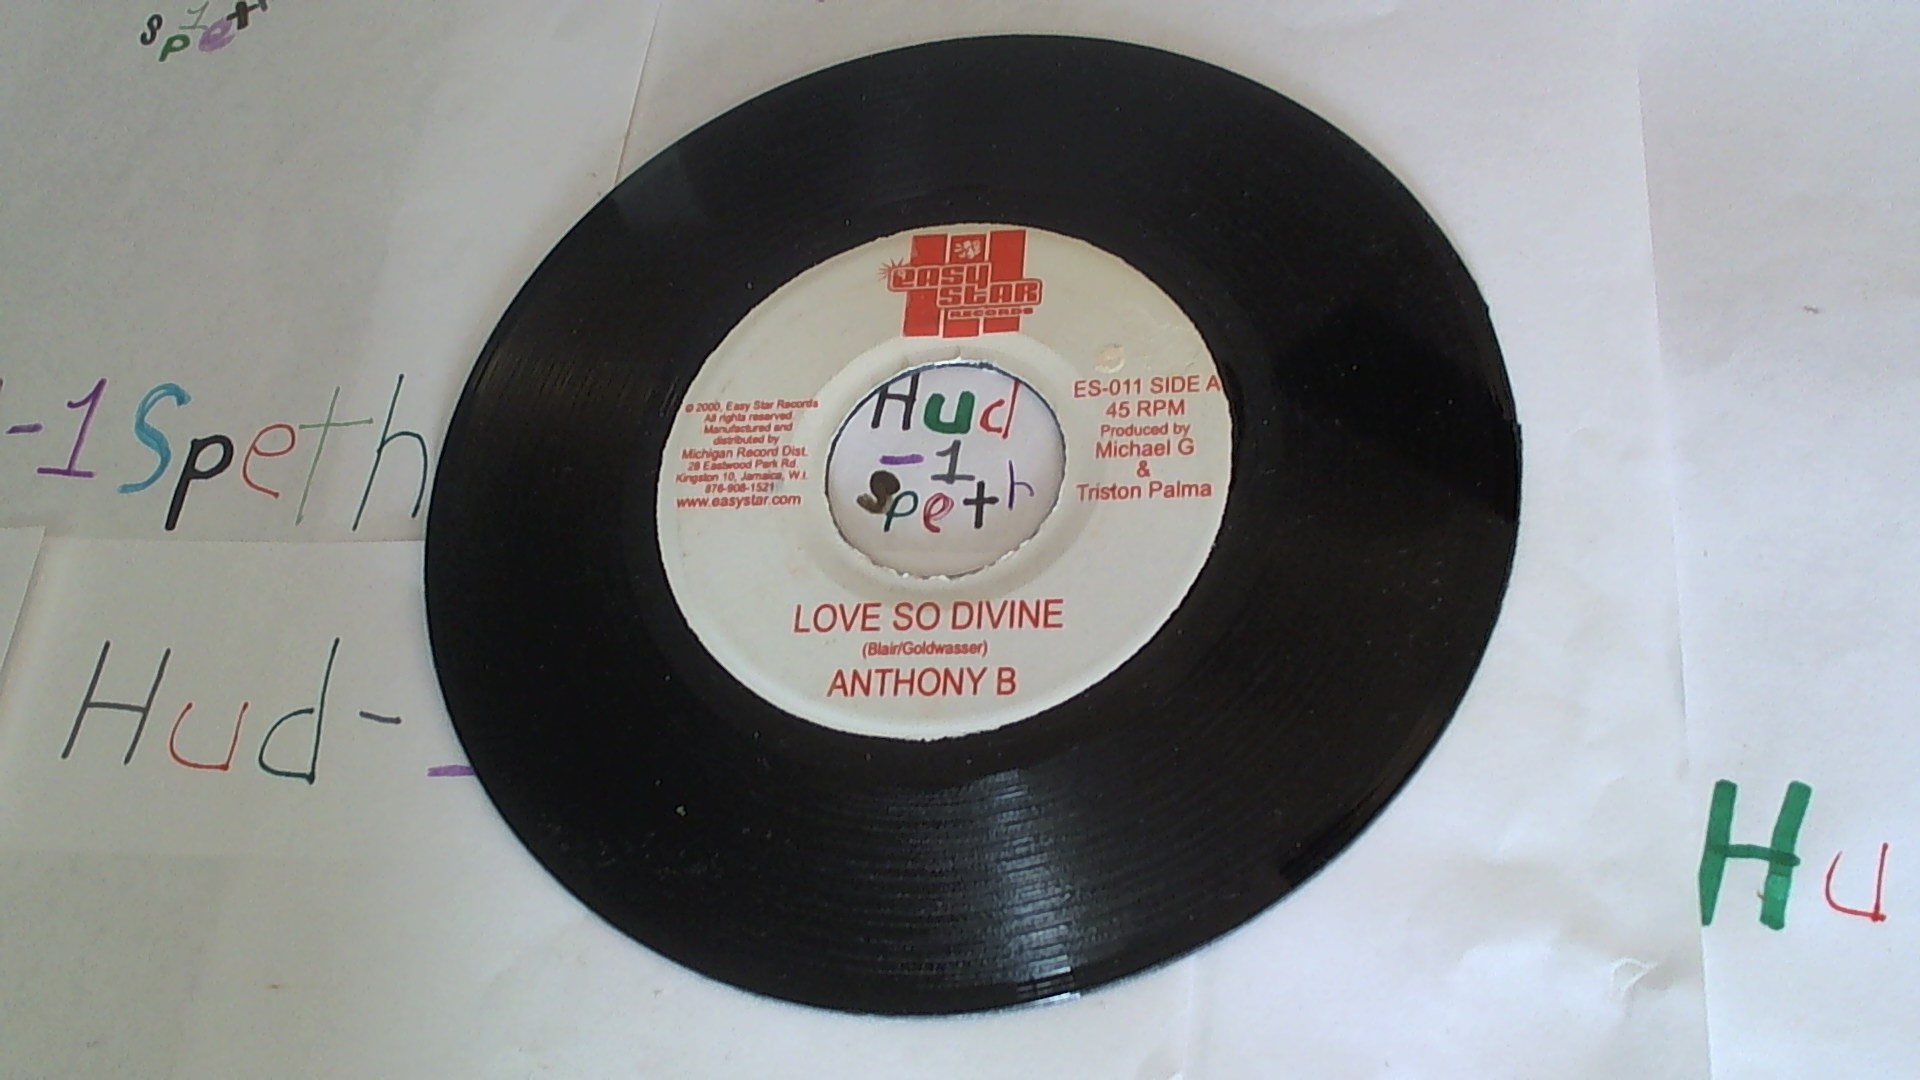 s 1
p e t
easy
star
RECORDS
© 2000, Easy Star Records
All rights reserved
Manufactured and
distributed by
Michigan Record Dist.
28 Eastwood Park Rd.
Kingston 10, Jamaica, W.I.
876-908-1521
www.easystar.com
Hud
-1
Speth
ES-011 SIDE A
45 RPM
Produced by
Michael G
&
Triston Palma
LOVE SO DIVINE
(Blair/Goldwasser)
ANTHONY B
-1Speth
Hud-
Hu